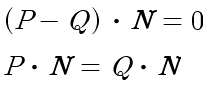 (P − Q) · N = 0
P · N = Q · N